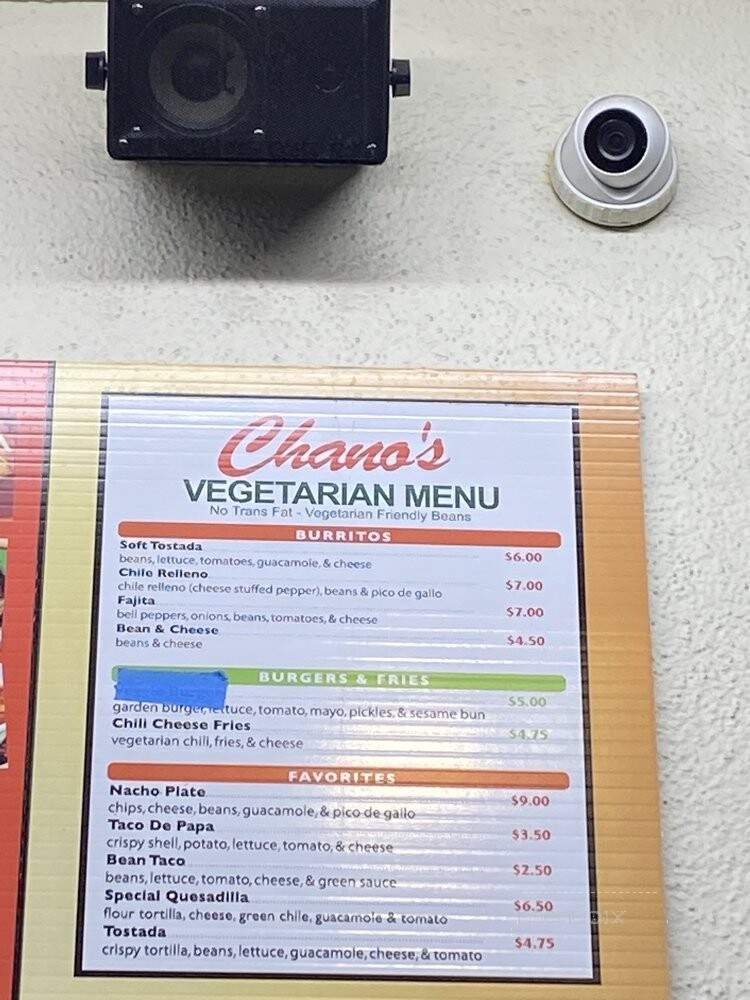 Chano's
VEGETARIAN MENU
No Trans Fat - Vegetarian Friendly Beans
BURRITOS
Soft Tostada $6.00
beans, lettuce, tomatoes, guacamole, & cheese
Chile Relleno $7.00
chile relleno (cheese stuffed pepper), beans & pico de gallo
Fajita $7.00
bell peppers, onions, beans, tomatoes, & cheese
Bean & Cheese $4.50
beans & cheese
BURGERS & FRIES
$5.00
garden burger, lettuce, tomato, mayo, pickles, & sesame bun
Chili Cheese Fries $4.75
vegetarian chili, fries, & cheese
FAVORITES
Nacho Plate $9.00
chips, cheese, beans, guacamole, & pico de gallo
Taco De Papa $3.50
crispy shell, potato, lettuce, tomato, & cheese
Bean Taco $2.50
beans, lettuce, tomato, cheese, & green sauce
Special Quesadilla $6.50
flour tortilla, cheese, green chile, guacamole & tomato
Tostada $4.75
crispy tortilla, beans, lettuce, guacamole, cheese, & tomato